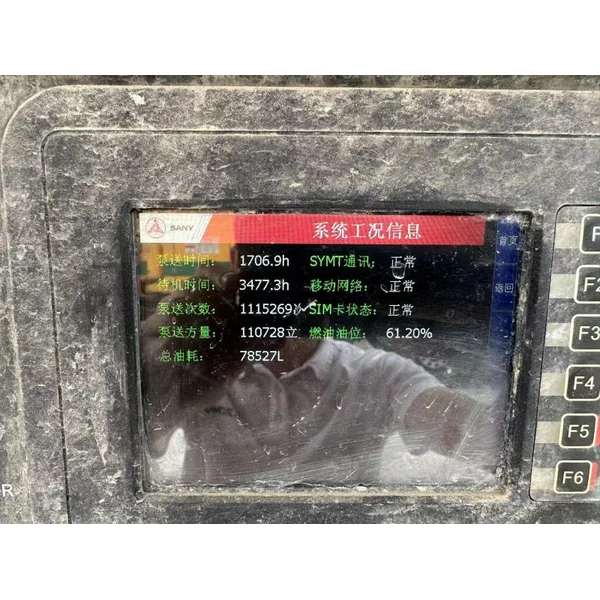 SANY 系统工况信息 首页
泵送时间: 1706.9h SYMT通讯: 正常
待机时间: 3477.3h 移动网络: 正常 返回
泵送次数: 1115269次 SIM卡状态: 正常
泵送方量: 110728立 燃油油位: 61.20%
总油耗: 78527L
F2
F3
F4
F5
F6
R